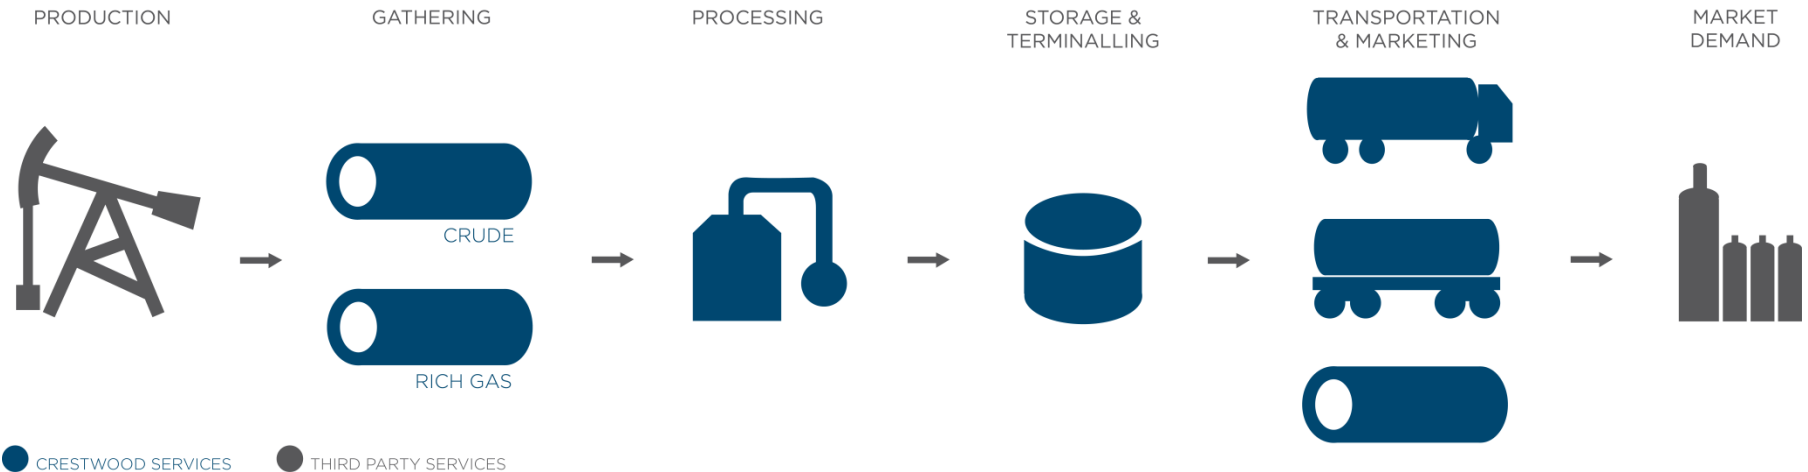 PRODUCTION
GATHERING
PROCESSING
STORAGE &
TERMINALLING
TRANSPORTATION
& MARKETING
MARKET
DEMAND
CRUDE
RICH GAS
CRESTWOOD SERVICES
THIRD PARTY SERVICES